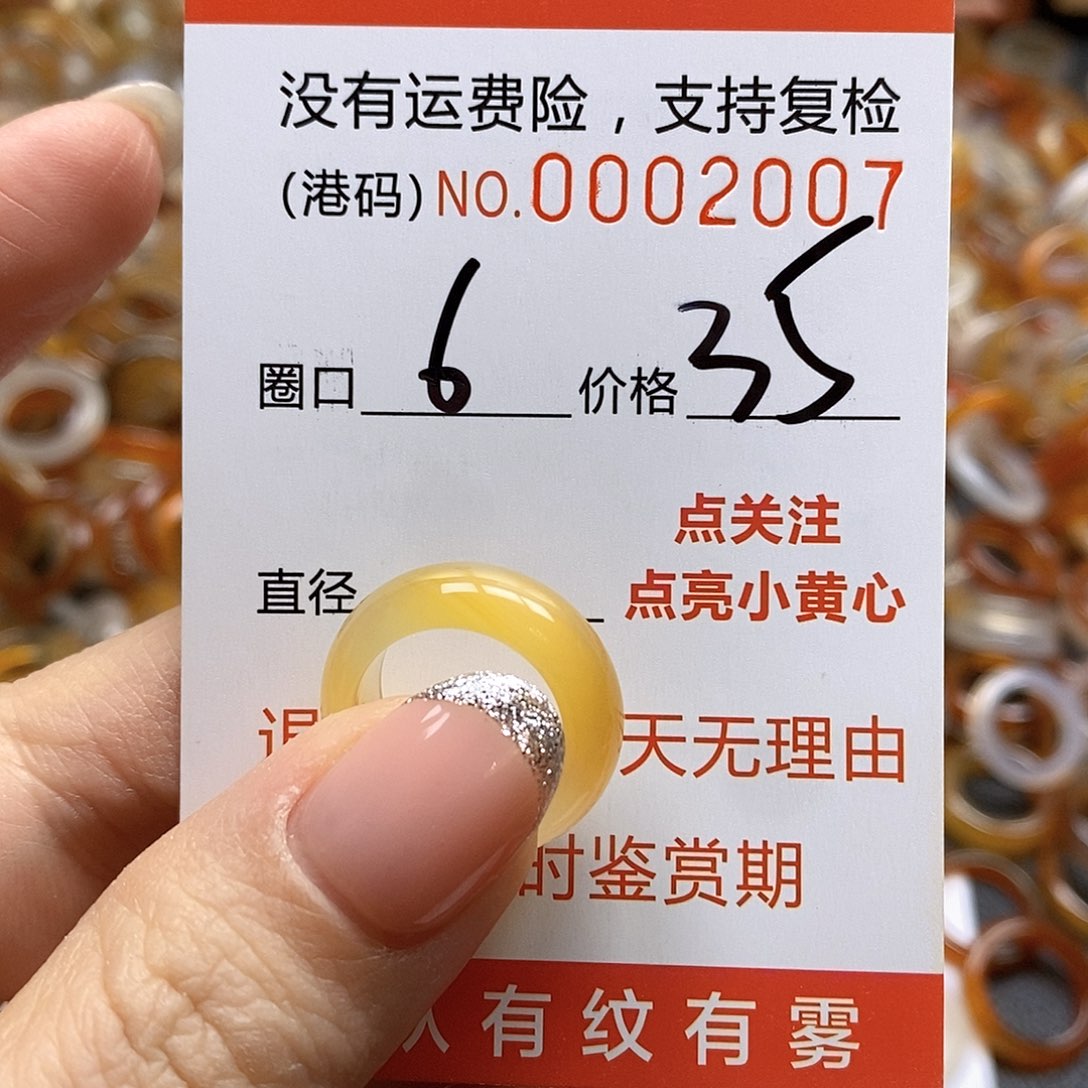 没有运费险，支持复检
(港码) NO.0002007
圈口 6 价格 35
点关注
直径 点亮小黄心
天无理由
时鉴赏期
有纹有雾